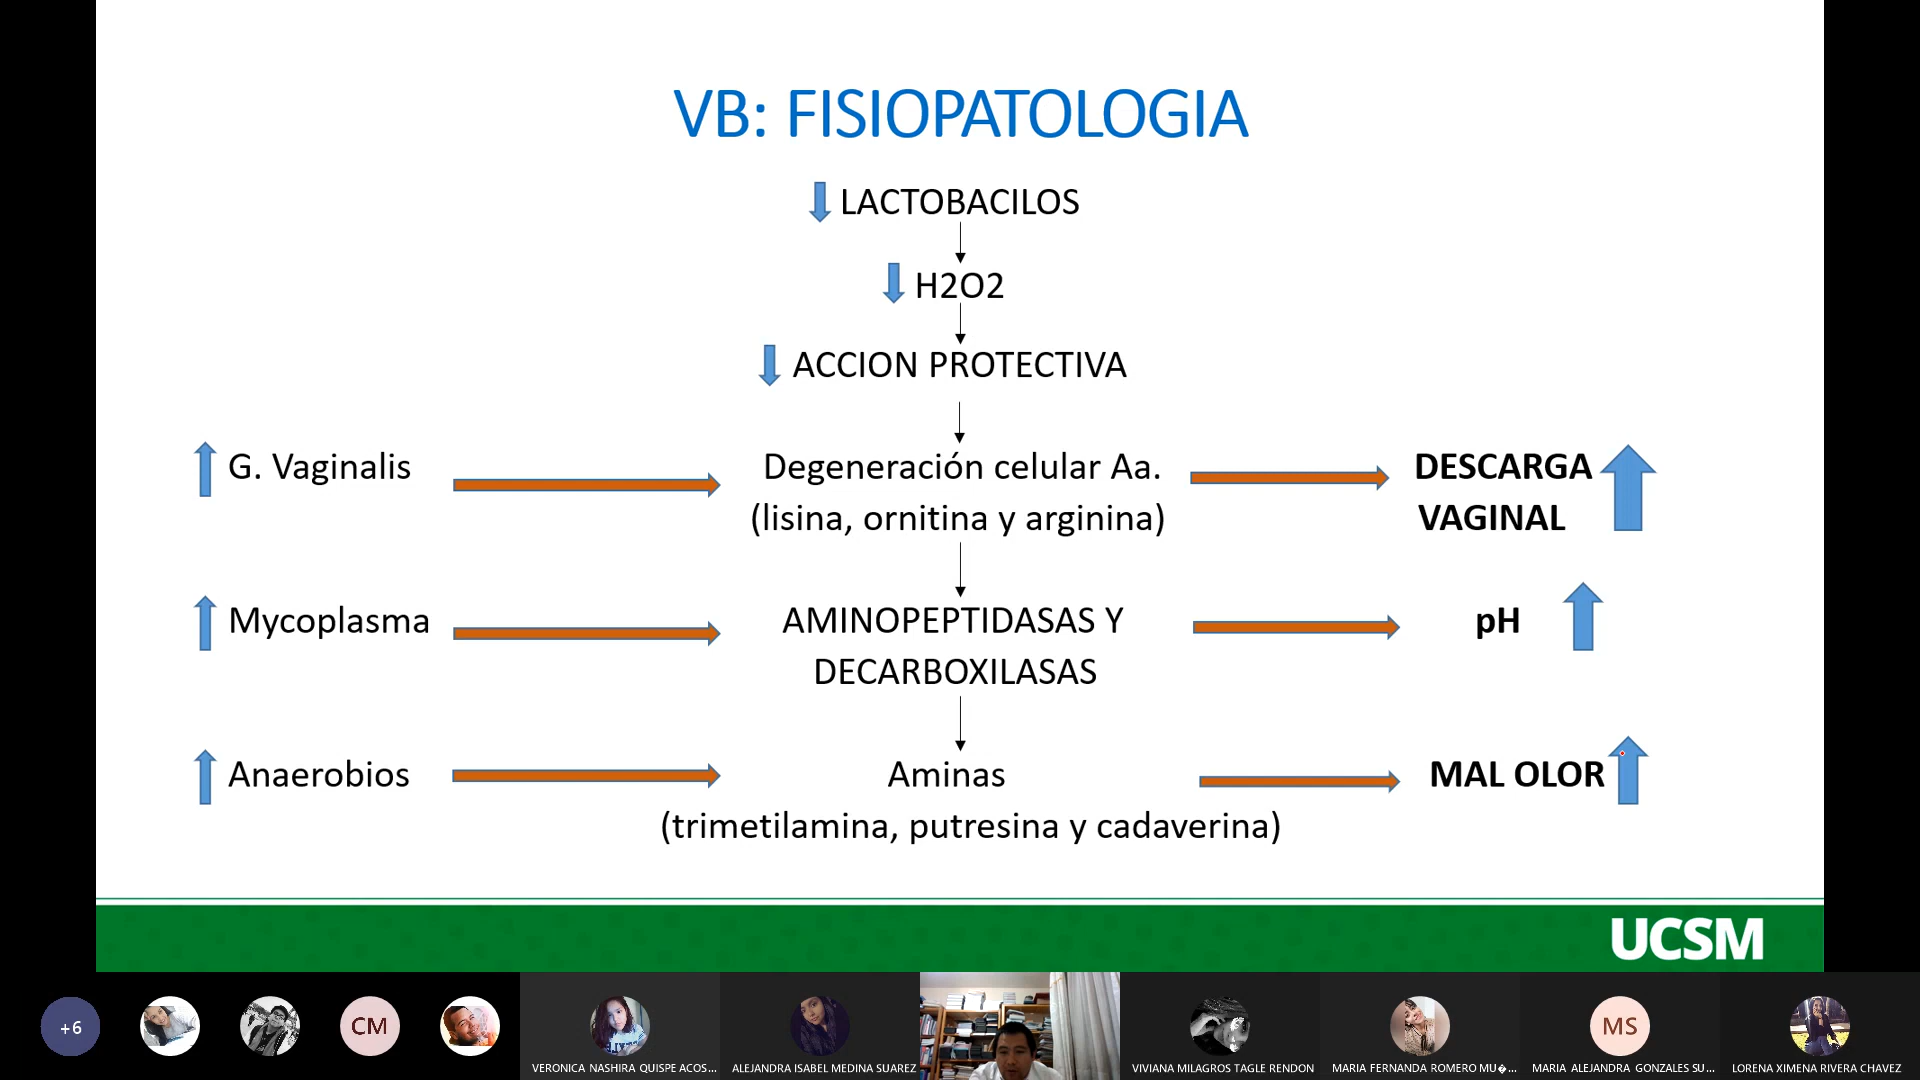 VB: FISIOPATOLOGIA
LACTOBACILOS
H2O2
ACCION PROTECTIVA
G. Vaginalis
Degeneración celular Aa.
(lisina, ornitina y arginina)
DESCARGA
VAGINAL
Mycoplasma
AMINOPEPTIDASAS Y
DECARBOXILASAS
pH
Anaerobios
Aminas
(trimetilamina, putresina y cadaverina)
MAL OLOR
UCSM
+6
CM
MS
VERONICA NASHIRA QUISPE ACOS...
ALEJANDRA ISABEL MEDINA SUAREZ
VIVIANA MILAGROS TAGLE RENDON
MARIA FERNANDA ROMERO MU�...
MARIA ALEJANDRA GONZALES SU...
LORENA XIMENA RIVERA CHAVEZ